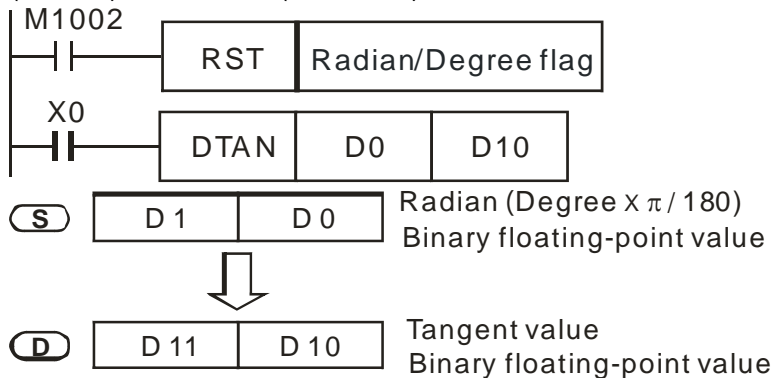 M1002
RST Radian/Degree flag
X0
DTAN D0 D10
S D 1 D 0 Radian (Degree x π / 180)
Binary floating-point value
D D 11 D 10 Tangent value
Binary floating-point value